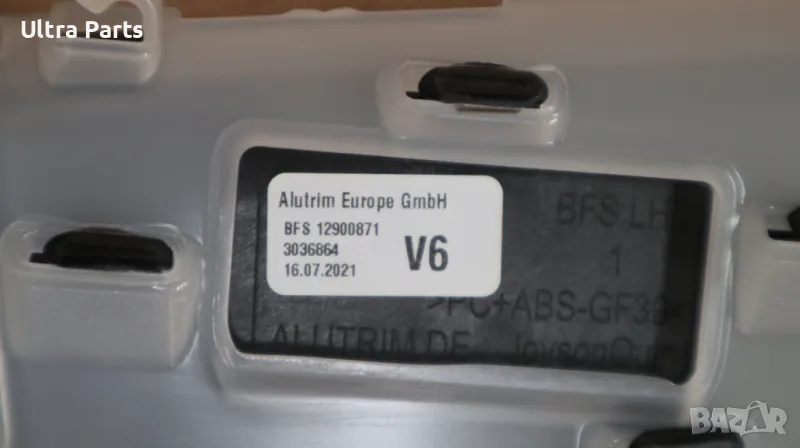 Ultra Parts
Alutrim Europe GmbH
BFS 12900871
3036864
V6
16.07.2021
BFS LH
1
>PC+ABS-GF30<
ALUTRIM DE
BAZAR